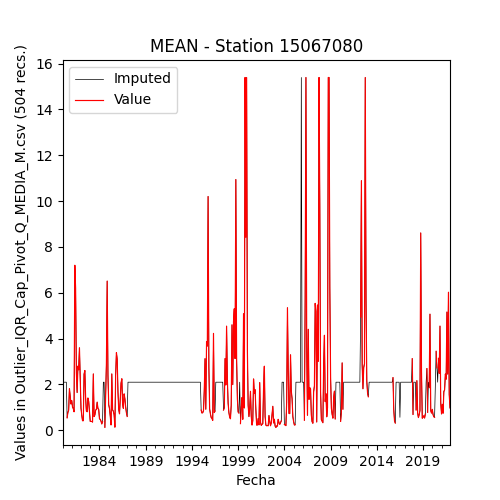 MEAN - Station 15067080
Values in Outlier_IQR_Cap_Pivot_Q_MEDIA_M.csv (504 recs.)
16
14
12
10
8
6
4
2
0
Imputed
Value
1984 1989 1994 1999 2004 2009 2014 2019
Fecha